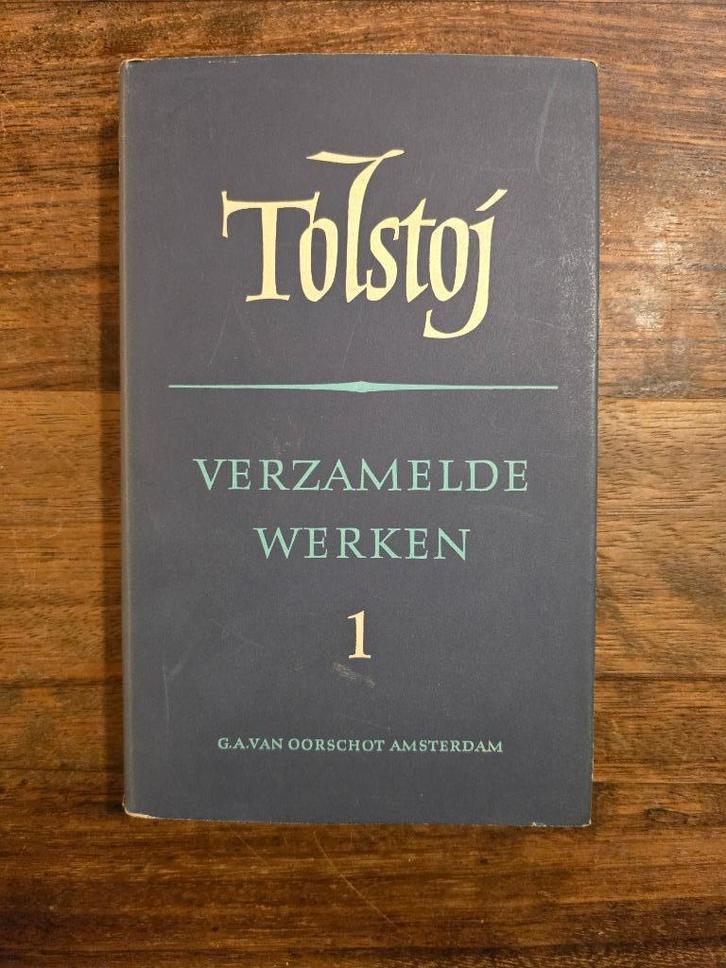 Tolstoj
VERZAMELDE
WERKEN
1
G.A.VAN OORSCHOT AMSTERDAM